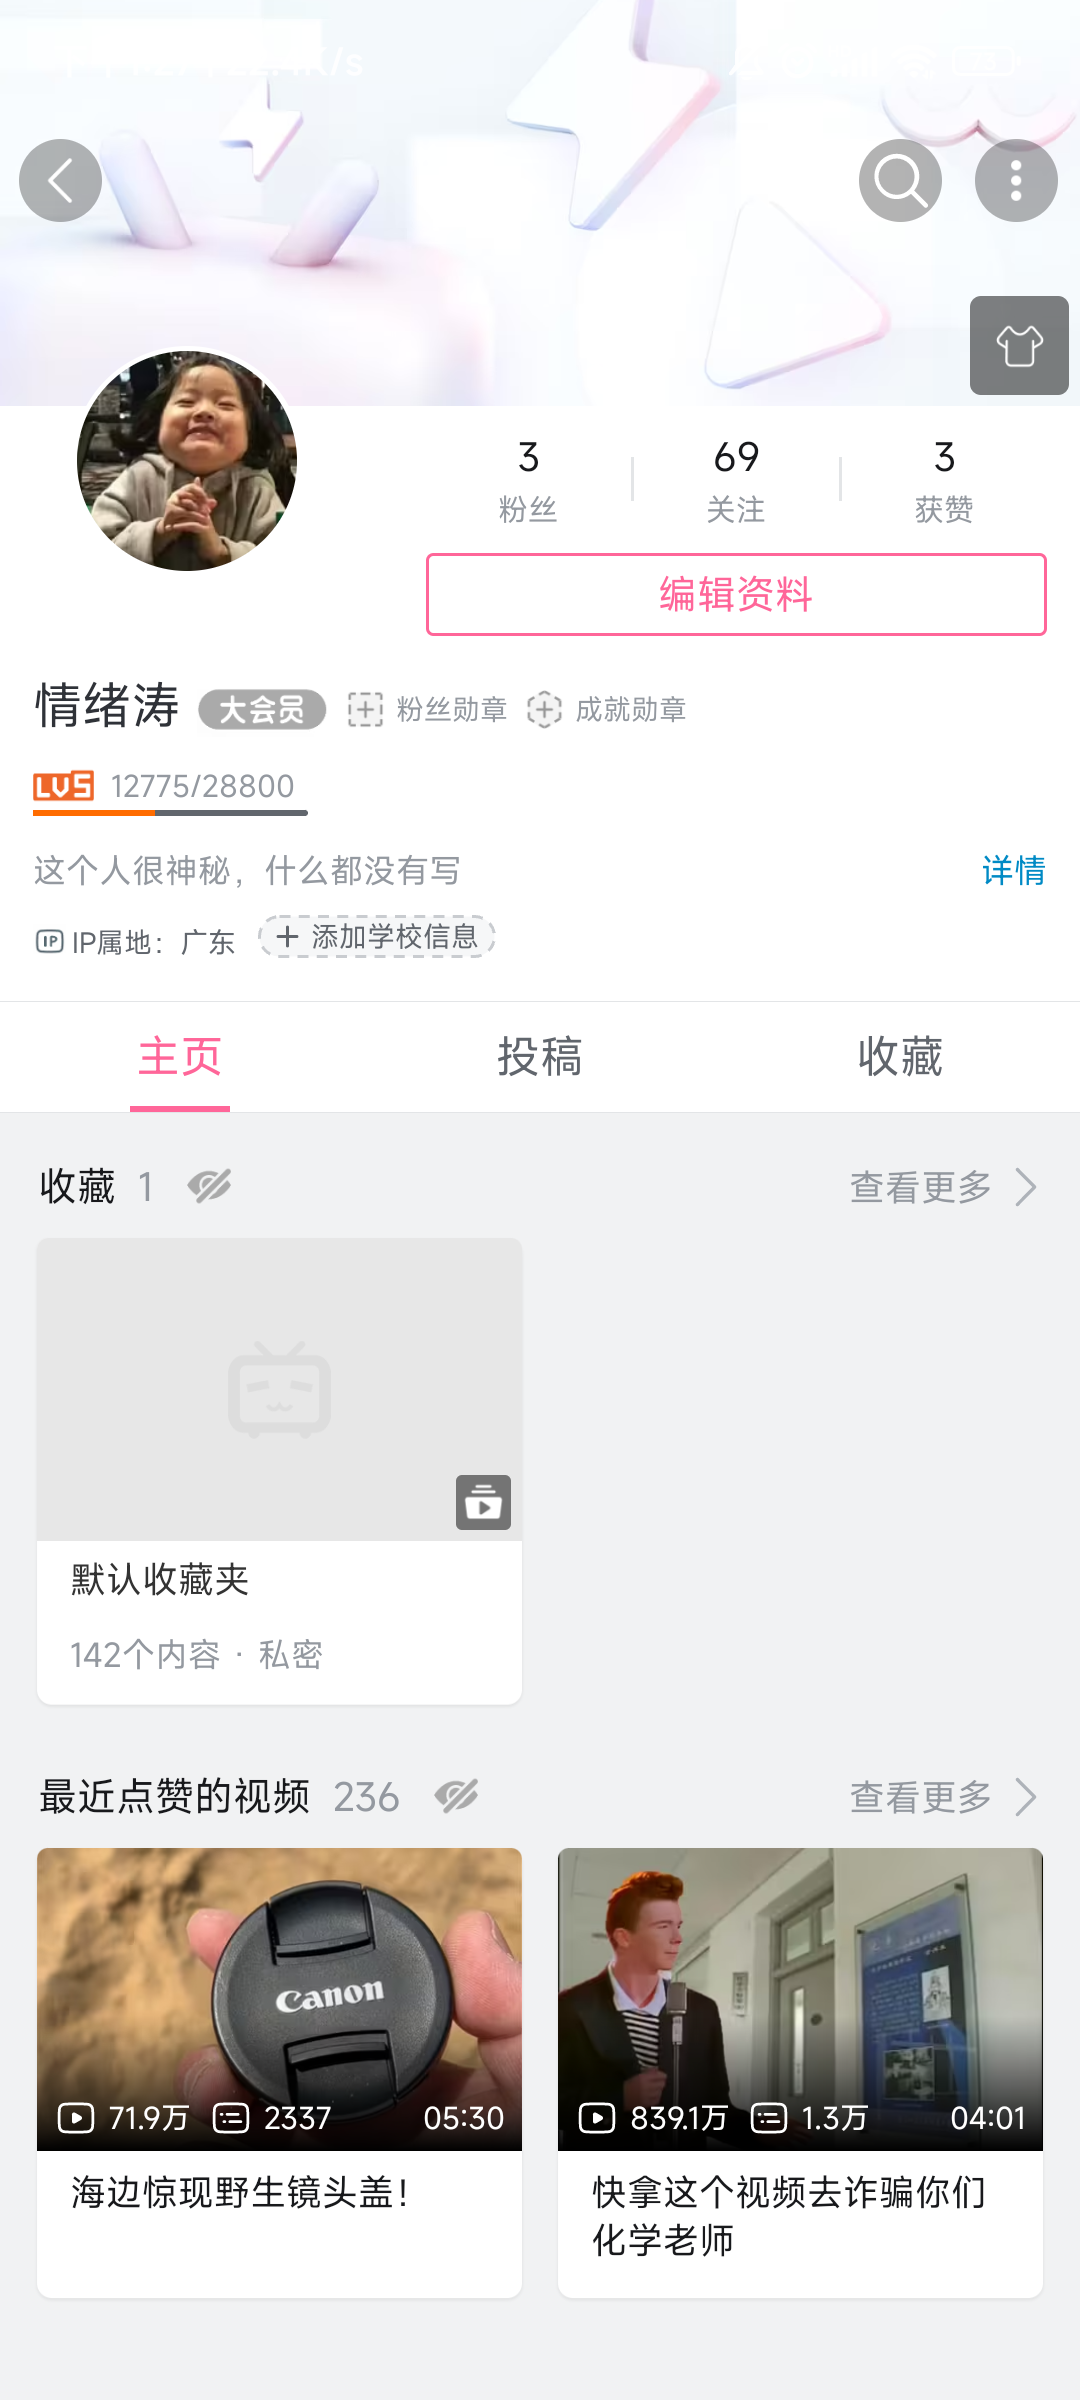 3 69 3
粉丝 关注 获赞
编辑资料
情绪涛 大会员 粉丝勋章 成就勋章
LV5 12775/28800
这个人很神秘，什么都没有写 详情
IP IP属地：广东 + 添加学校信息
主页 投稿 收藏
收藏 1 查看更多
默认收藏夹
142个内容 · 私密
最近点赞的视频 236 查看更多
Canon
71.9万 2337 05:30
839.1万 1.3万 04:01
海边惊现野生镜头盖！
快拿这个视频去诈骗你们
化学老师